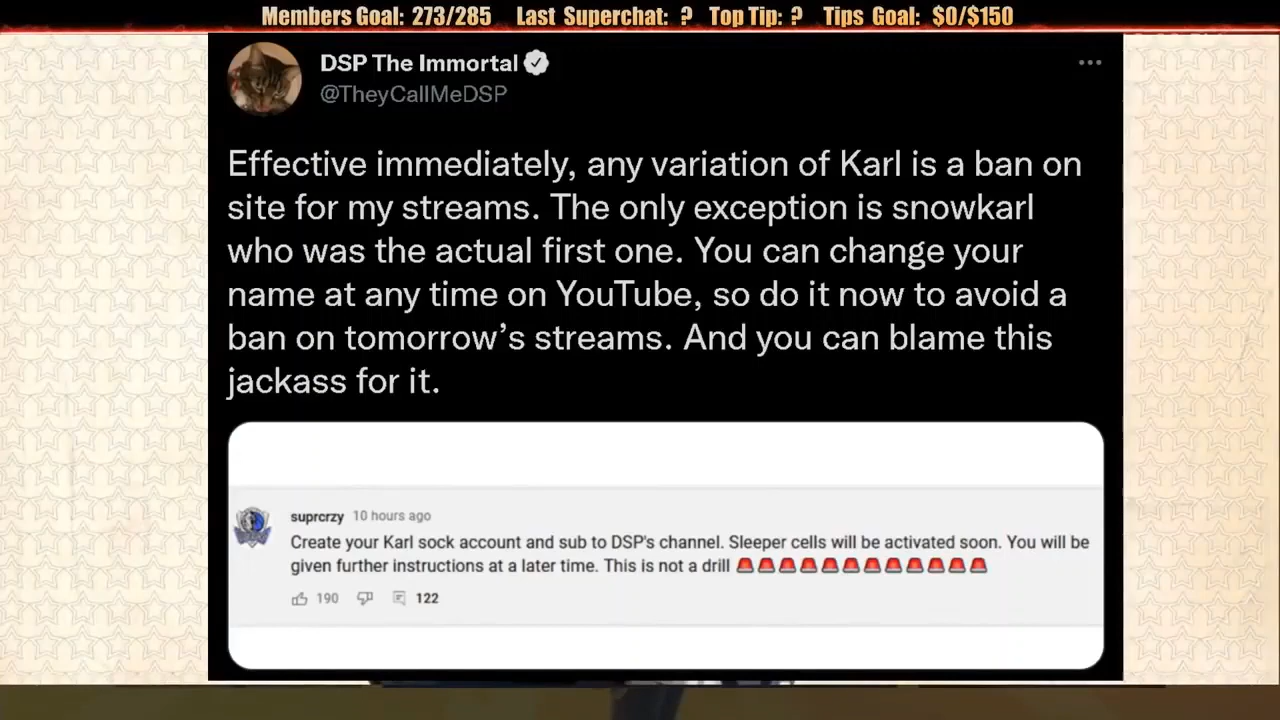 Members Goal: 273/285 Last Superchat: ? Top Tip: ? Tips Goal: $0/$150
DSP The Immortal
@TheyCallMeDSP
Effective immediately, any variation of Karl is a ban on
site for my streams. The only exception is snowkarl
who was the actual first one. You can change your
name at any time on YouTube, so do it now to avoid a
ban on tomorrow’s streams. And you can blame this
jackass for it.
suprcrzy 10 hours ago
Create your Karl sock account and sub to DSP's channel. Sleeper cells will be activated soon. You will be
given further instructions at a later time. This is not a drill 🚨🚨🚨🚨🚨🚨🚨🚨🚨🚨🚨🚨
190 122